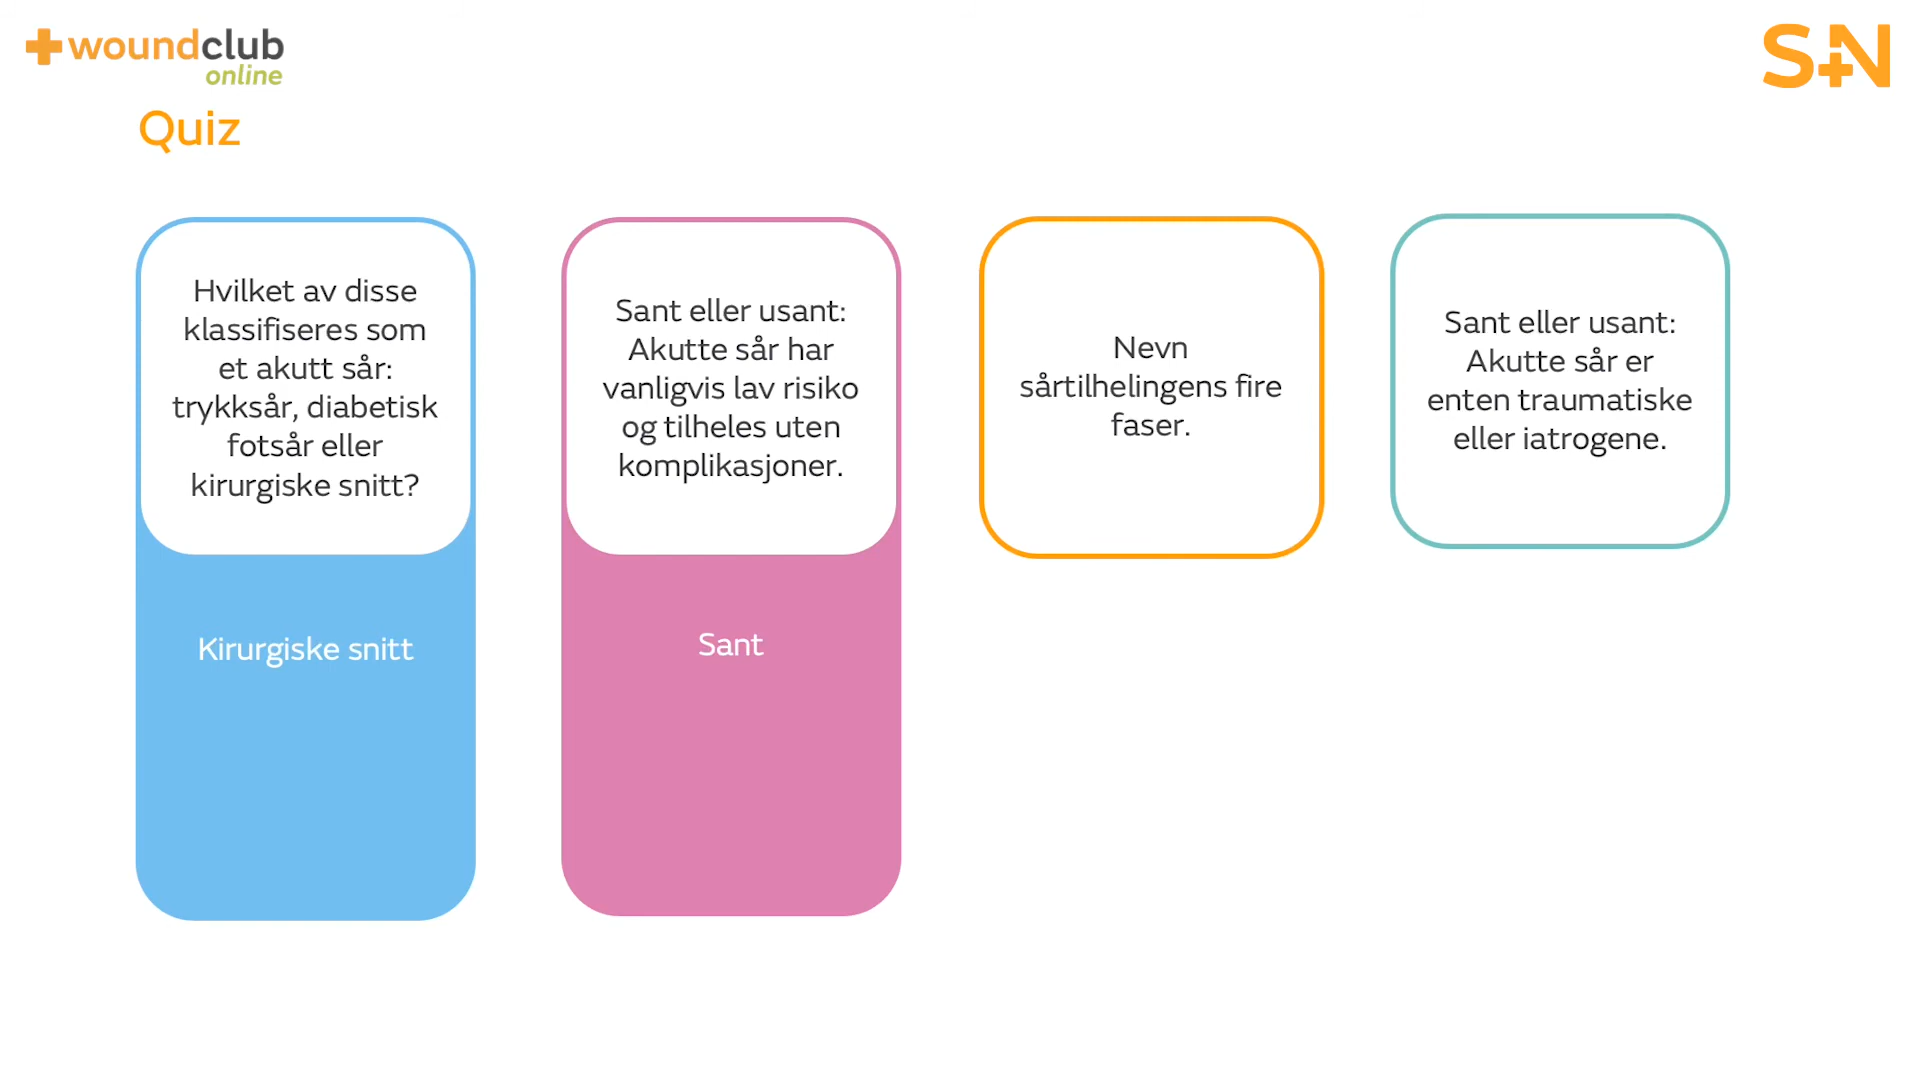 woundclub
online
S+N
Quiz
Hvilket av disse
klassifiseres som
et akutt sår:
trykksår, diabetisk
fotsår eller
kirurgiske snitt?
Kirurgiske snitt
Sant eller usant:
Akutte sår har
vanligvis lav risiko
og tilheles uten
komplikasjoner.
Sant
Nevn
sårtilhelingens fire
faser.
Sant eller usant:
Akutte sår er
enten traumatiske
eller iatrogene.